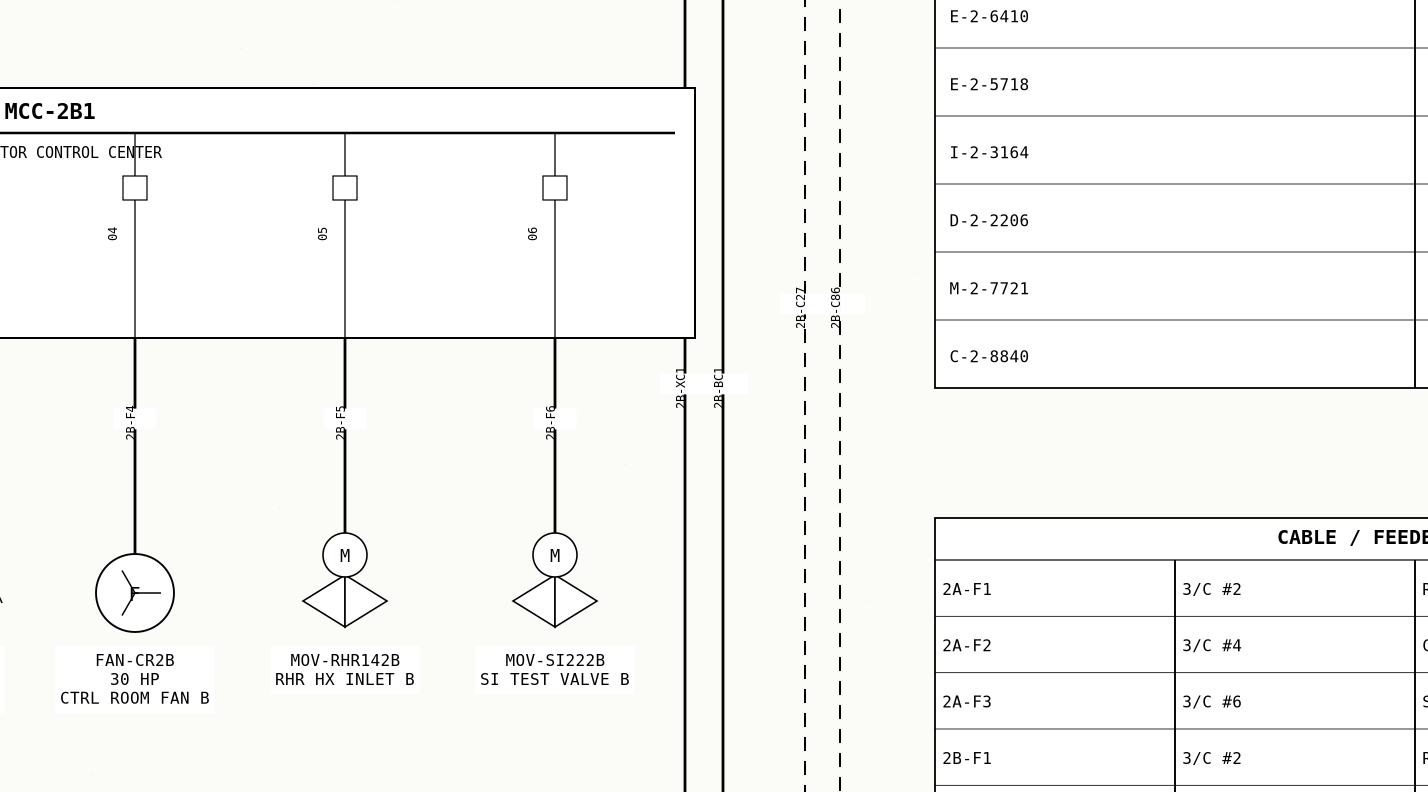 MCC-2B1
TOR CONTROL CENTER
04
05
06
2B-F4
2B-F5
2B-F6
2B-XC1
2B-BC1
2B-C27
2B-C86
M
M
F
FAN-CR2B
30 HP
CTRL ROOM FAN B
MOV-RHR142B
RHR HX INLET B
MOV-SI222B
SI TEST VALVE B
E-2-6410
E-2-5718
I-2-3164
D-2-2206
M-2-7721
C-2-8840
CABLE / FEEDE
2A-F1 3/C #2
2A-F2 3/C #4
2A-F3 3/C #6
2B-F1 3/C #2